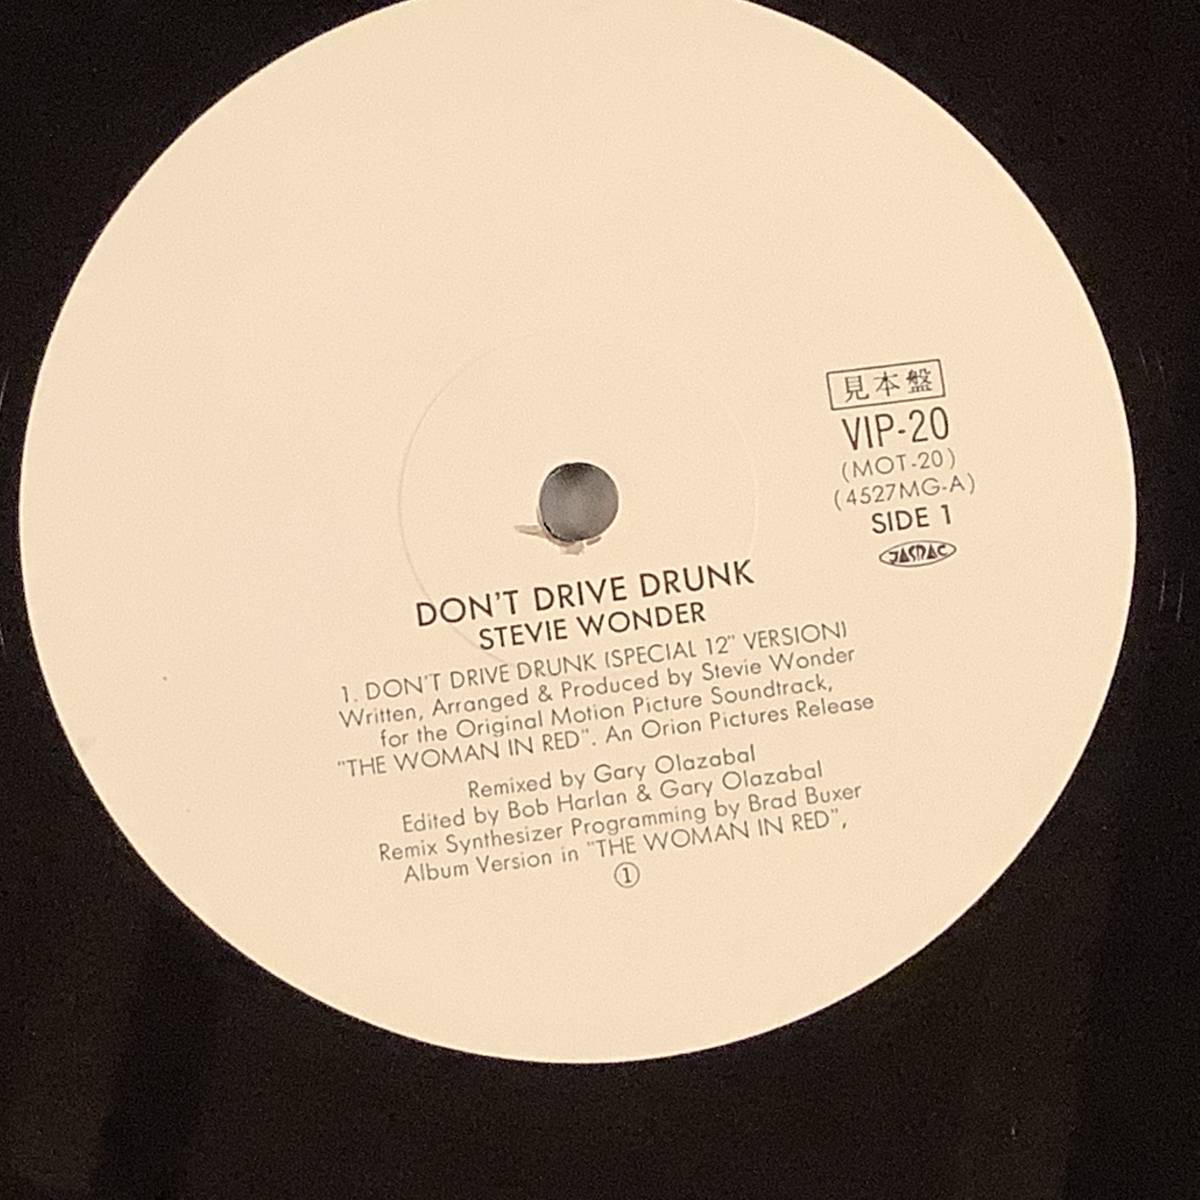 見本盤
VIP-20
(MOT-20)
(4527MG-A)
SIDE 1
JASRAC
DON'T DRIVE DRUNK
STEVIE WONDER
1. DON'T DRIVE DRUNK (SPECIAL 12" VERSION)
Written, Arranged & Produced by Stevie Wonder
for the Original Motion Picture Soundtrack,
"THE WOMAN IN RED". An Orion Pictures Release
Remixed by Gary Olazabal
Edited by Bob Harlan & Gary Olazabal
Remix Synthesizer Programming by Brad Buxer
Album Version in "THE WOMAN IN RED",
①